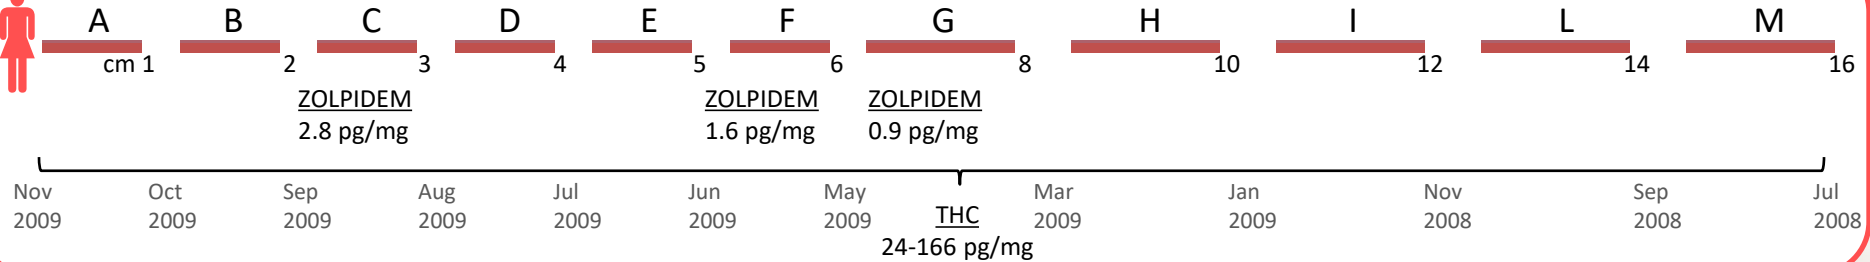 A B C D E F G H I L M
cm 1 2 3 4 5 6 8 10 12 14 16
ZOLPIDEM ZOLPIDEM ZOLPIDEM
2.8 pg/mg 1.6 pg/mg 0.9 pg/mg
Nov Oct Sep Aug Jul Jun May Mar Jan Nov Sep Jul
2009 2009 2009 2009 2009 2009 2009 2009 2009 2008 2008 2008
THC
24-166 pg/mg